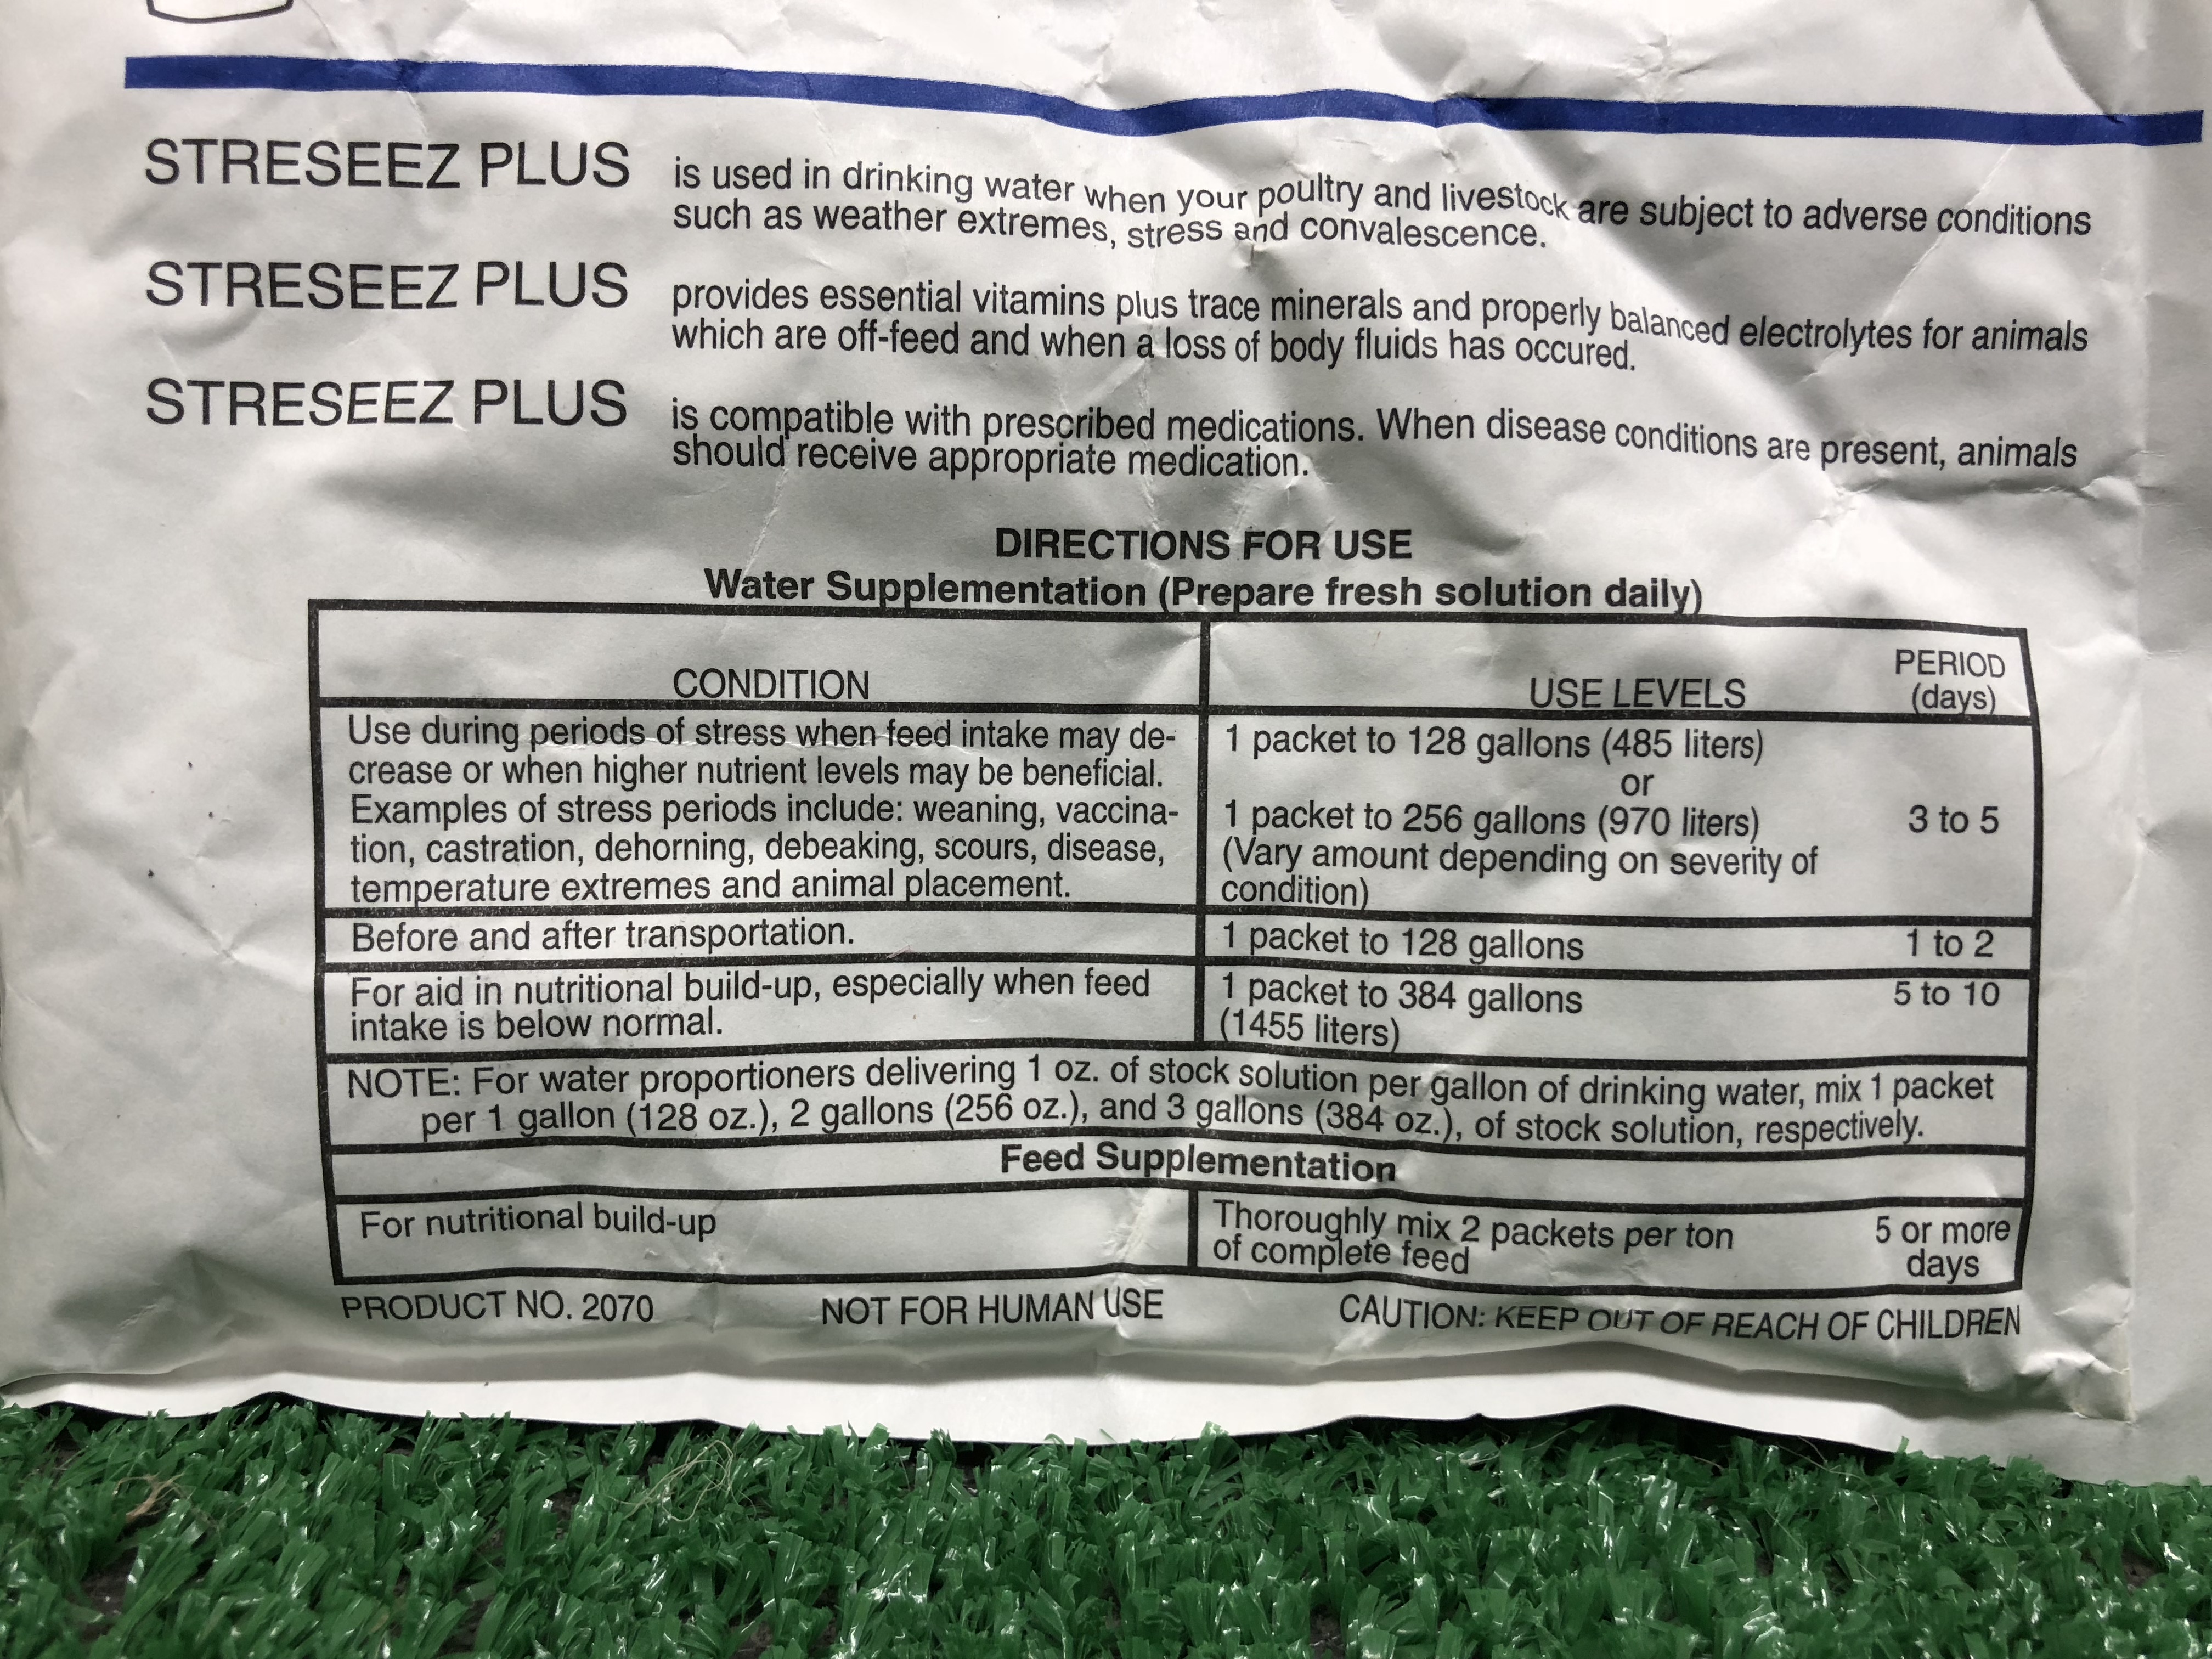 STRESEEZ PLUS is used in drinking water when your poultry and livestock are subject to adverse conditions
such as weather extremes, stress and convalescence.
STRESEEZ PLUS provides essential vitamins plus trace minerals and properly balanced electrolytes for animals
which are off-feed and when a loss of body fluids has occured.
STRESEEZ PLUS is compatible with prescribed medications. When disease conditions are present, animals
should receive appropriate medication.
DIRECTIONS FOR USE
Water Supplementation (Prepare fresh solution daily)
CONDITION USE LEVELS PERIOD
(days)
Use during periods of stress when feed intake may de-
crease or when higher nutrient levels may be beneficial.
Examples of stress periods include: weaning, vaccina-
tion, castration, dehorning, debeaking, scours, disease,
temperature extremes and animal placement.
1 packet to 128 gallons (485 liters)
or
1 packet to 256 gallons (970 liters)
(Vary amount depending on severity of
condition)
3 to 5
Before and after transportation. 1 packet to 128 gallons 1 to 2
For aid in nutritional build-up, especially when feed
intake is below normal.
1 packet to 384 gallons
(1455 liters)
5 to 10
NOTE: For water proportioners delivering 1 oz. of stock solution per gallon of drinking water, mix 1 packet
per 1 gallon (128 oz.), 2 gallons (256 oz.), and 3 gallons (384 oz.), of stock solution, respectively.
Feed Supplementation
For nutritional build-up
Thoroughly mix 2 packets per ton
of complete feed
5 or more
days
PRODUCT NO. 2070 NOT FOR HUMAN USE CAUTION: KEEP OUT OF REACH OF CHILDREN